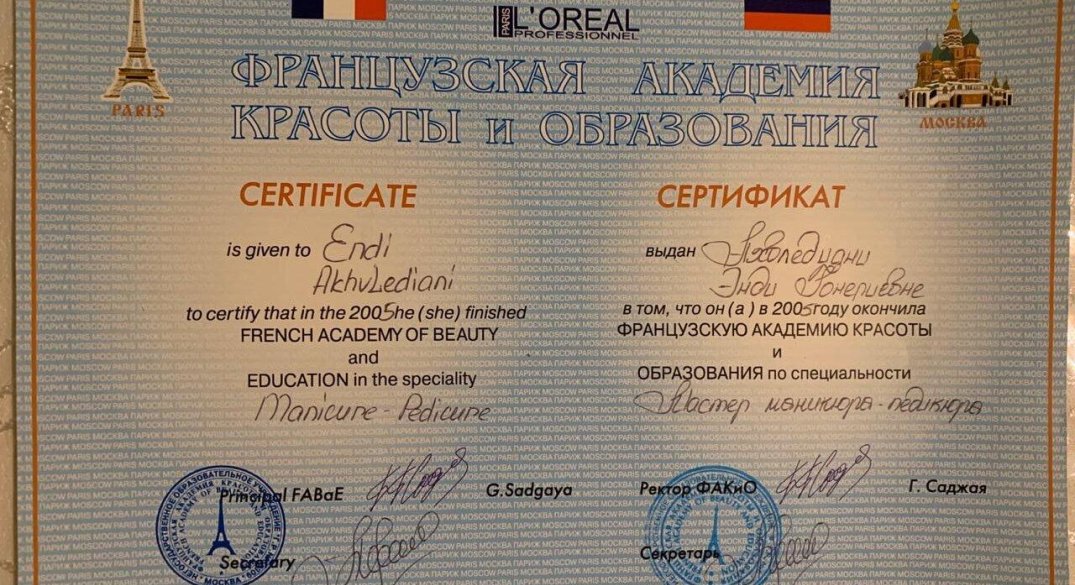 L'OREAL
PARIS PROFESSIONNEL
PARIS
МОСКВА
ФРАНЦУЗСКАЯ АКАДЕМИЯ
КРАСОТЫ и ОБРАЗОВАНИЯ
CERTIFICATE
is given to Endi
Akhvlediani
to certify that in the 2005 he (she) finished
FRENCH ACADEMY OF BEAUTY
and
EDUCATION in the speciality
Manicure - Pedicure
Principal FABaE G.Sadgaya
Secretary
СЕРТИФИКАТ
выдан Ахвледиани
Энди Гонериевне
в том, что он (а ) в 2005 году окончила
ФРАНЦУЗСКУЮ АКАДЕМИЮ КРАСОТЫ
и
ОБРАЗОВАНИЯ по специальности
Мастер маникюра-педикюра
Ректор ФАКиО Г. Саджая
Секретарь